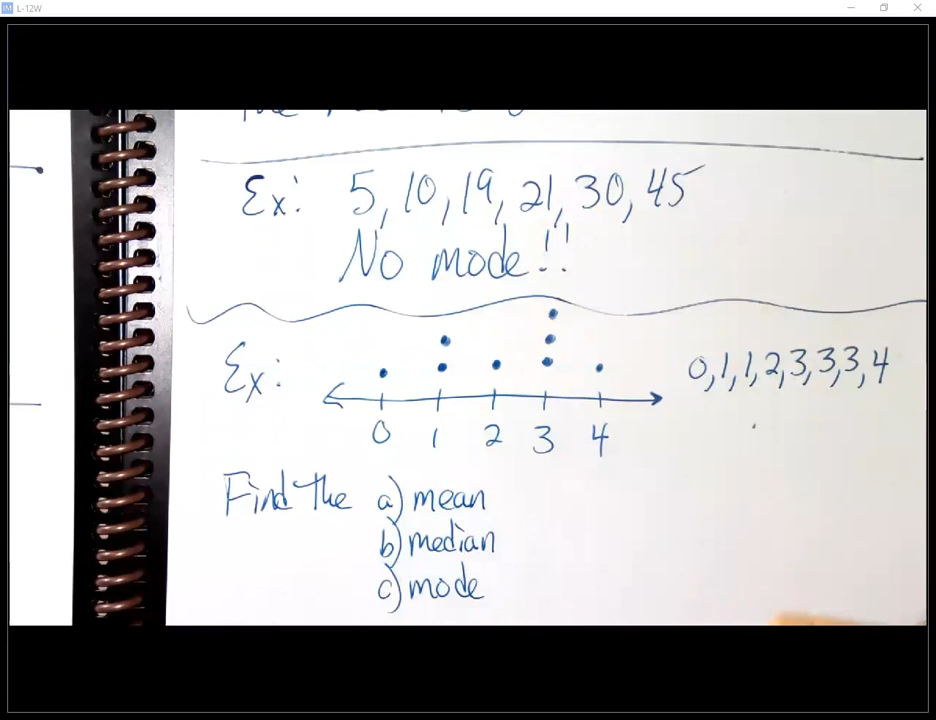 L-12W
Ex: 5, 10, 19, 21, 30, 45
No mode!!
Ex:
0,1,1,2,3,3,3,4
0 1 2 3 4
Find the a) mean
b) median
c) mode